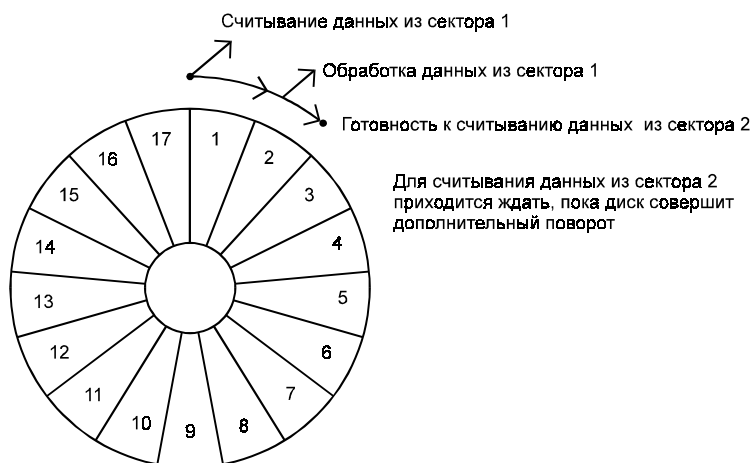 Считывание данных из сектора 1
Обработка данных из сектора 1
Готовность к считыванию данных из сектора 2
Для считывания данных из сектора 2
приходится ждать, пока диск совершит
дополнительный поворот
1
2
3
4
5
6
7
8
9
10
11
12
13
14
15
16
17